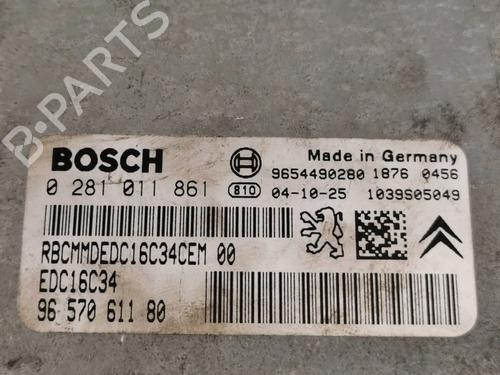 B-PARTS
BOSCH
Made in Germany
9654490280 1876 0456
0 281 011 861
810
04-10-25
1039S05049
RBCMMDEDC16C34CEM 00
EDC16C34
96 570 611 80